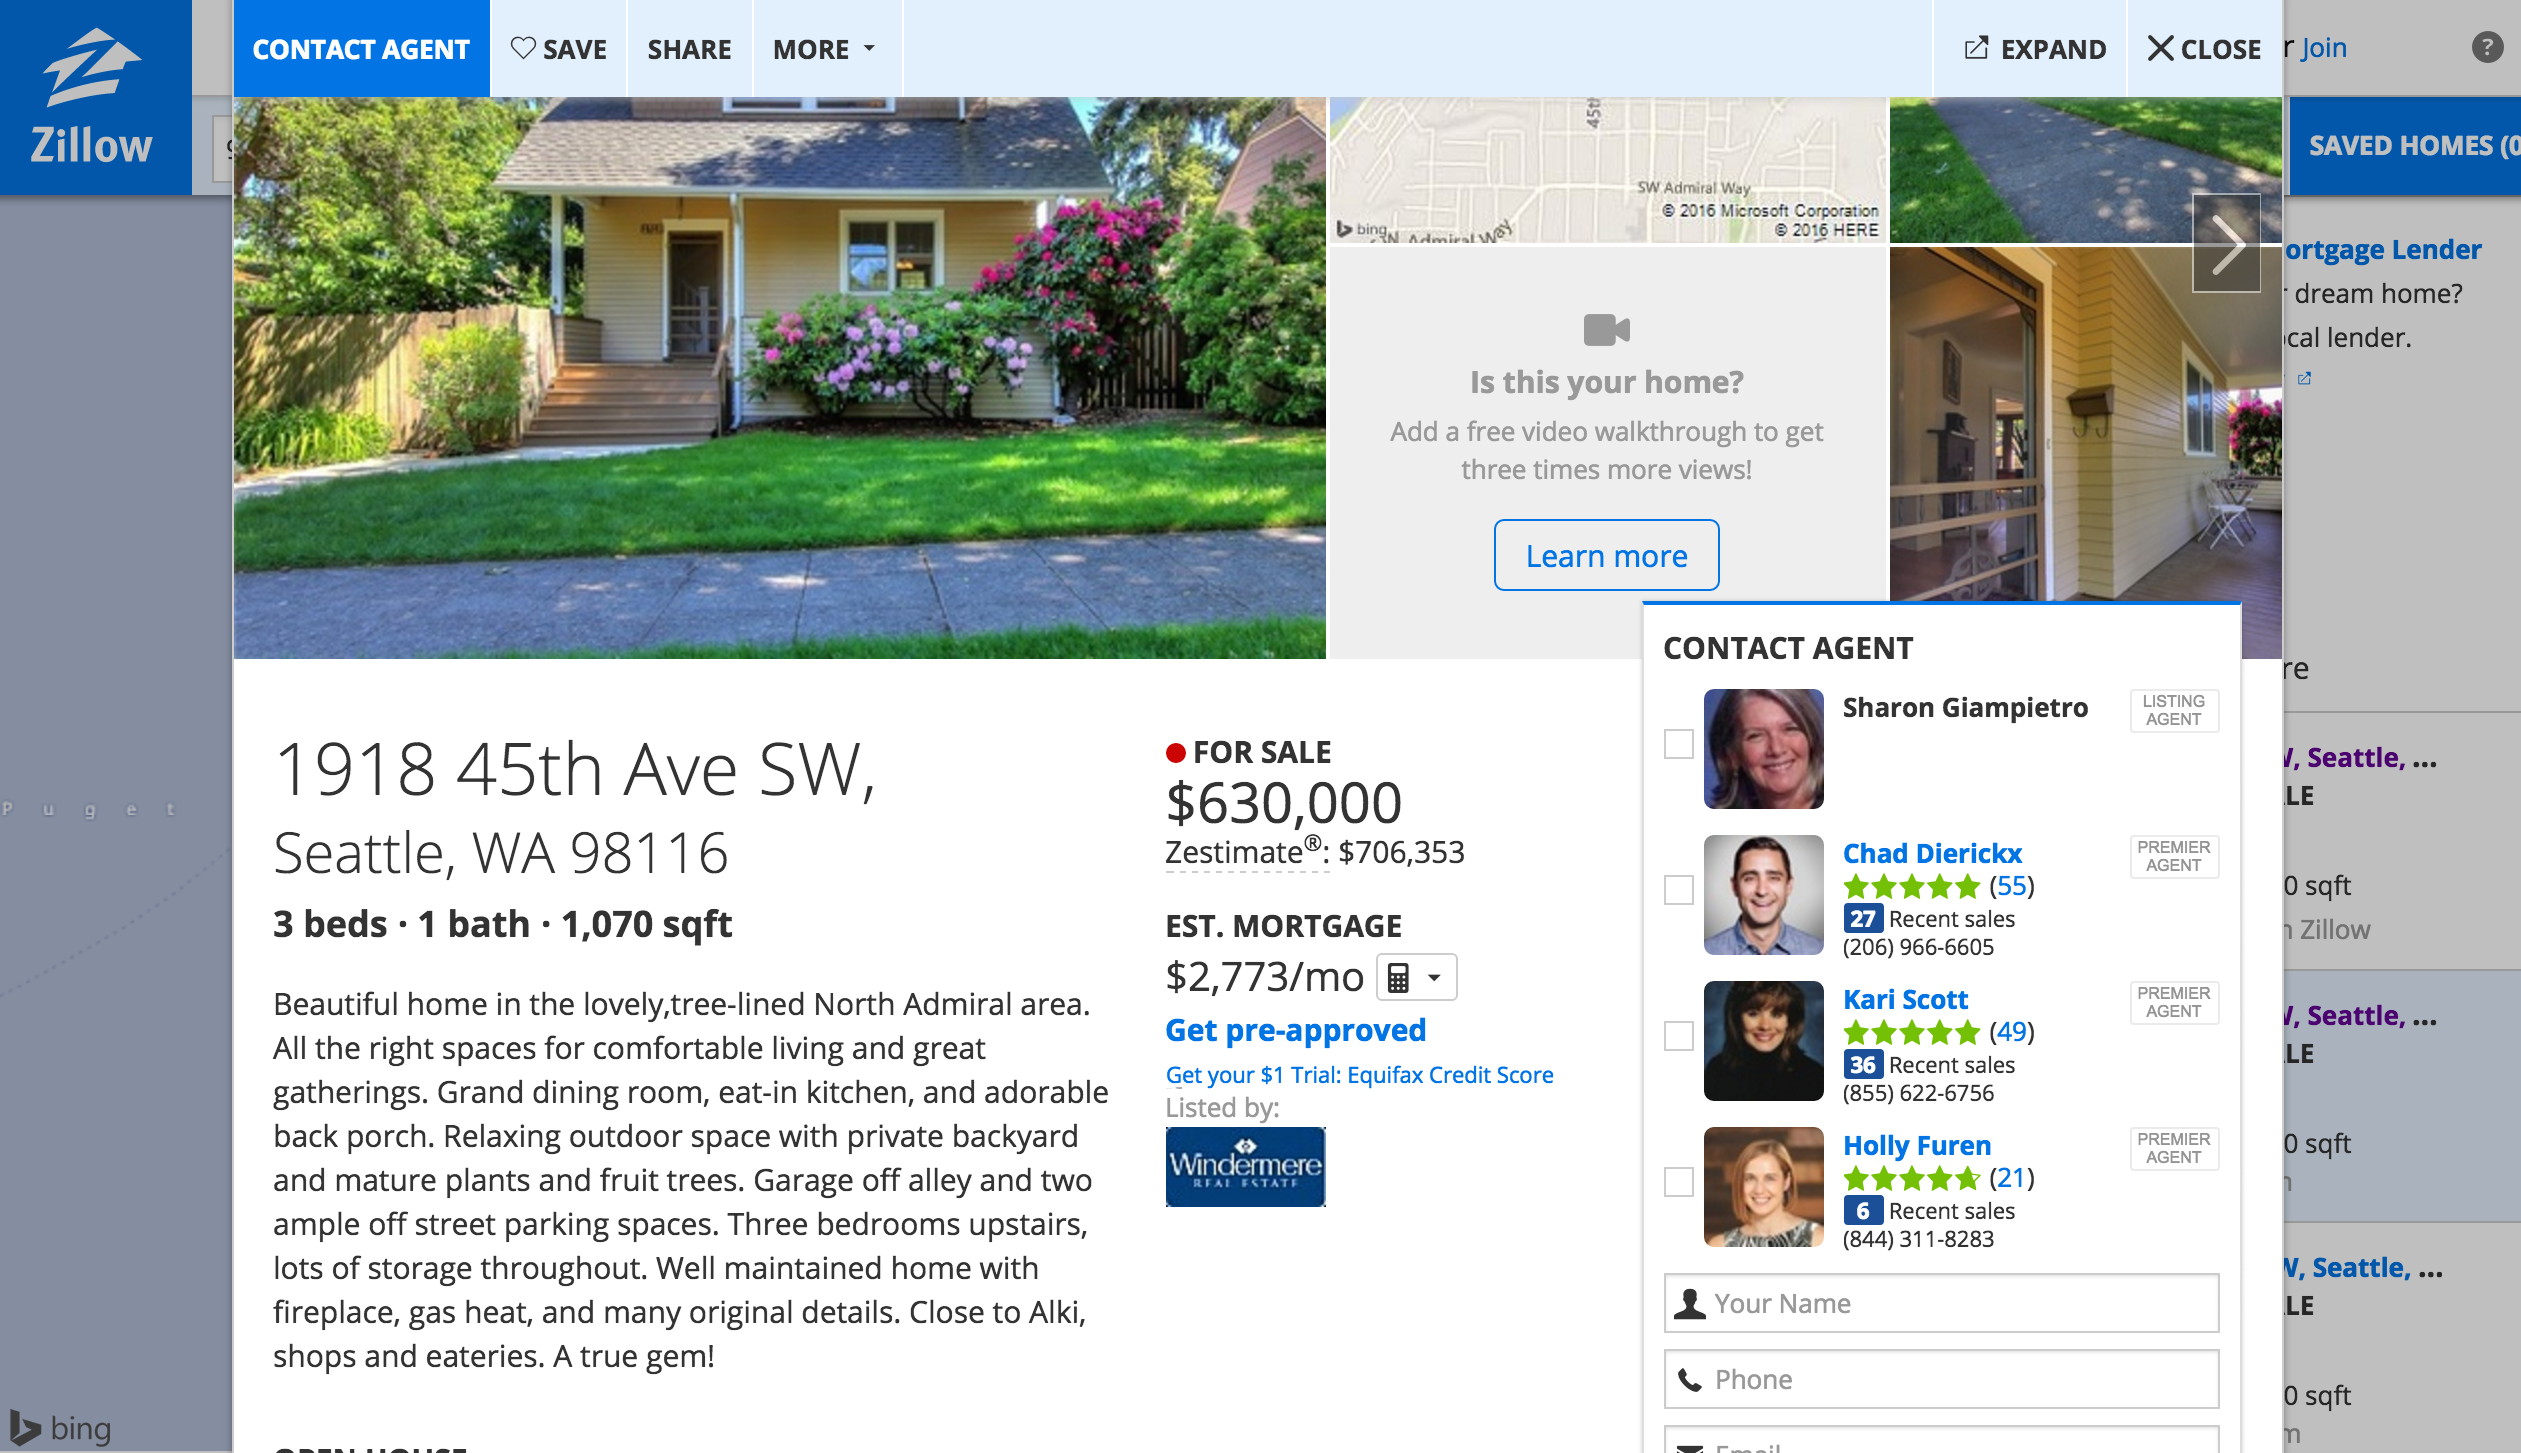 Zillow
CONTACT AGENT
SAVE
SHARE
MORE
EXPAND
CLOSE
Join
SAVED HOMES
45th
SW Admiral Way
© 2016 Microsoft Corporation
© 2016 HERE
bing
Is this your home?
Add a free video walkthrough to get
three times more views!
Learn more
Lender
dream home?
lender.
1918 45th Ave SW,
Seattle, WA 98116
3 beds · 1 bath · 1,070 sqft
Beautiful home in the lovely,tree-lined North Admiral area.
All the right spaces for comfortable living and great
gatherings. Grand dining room, eat-in kitchen, and adorable
back porch. Relaxing outdoor space with private backyard
and mature plants and fruit trees. Garage off alley and two
ample off street parking spaces. Three bedrooms upstairs,
lots of storage throughout. Well maintained home with
fireplace, gas heat, and many original details. Close to Alki,
shops and eateries. A true gem!
OPEN HOUSE
FOR SALE
$630,000
Zestimate®: $706,353
EST. MORTGAGE
$2,773/mo
Get pre-approved
Get your $1 Trial: Equifax Credit Score
Listed by:
Windermere
REAL ESTATE
CONTACT AGENT
Sharon Giampietro
LISTING
AGENT
Chad Dierickx
(55)
27 Recent sales
(206) 966-6605
PREMIER
AGENT
Kari Scott
(49)
36 Recent sales
(855) 622-6756
PREMIER
AGENT
Holly Furen
(21)
6 Recent sales
(844) 311-8283
PREMIER
AGENT
Your Name
Phone
Email
Seattle, ...
sqft
Zillow
Seattle, ...
sqft
Seattle, ...
sqft
Puget
bing